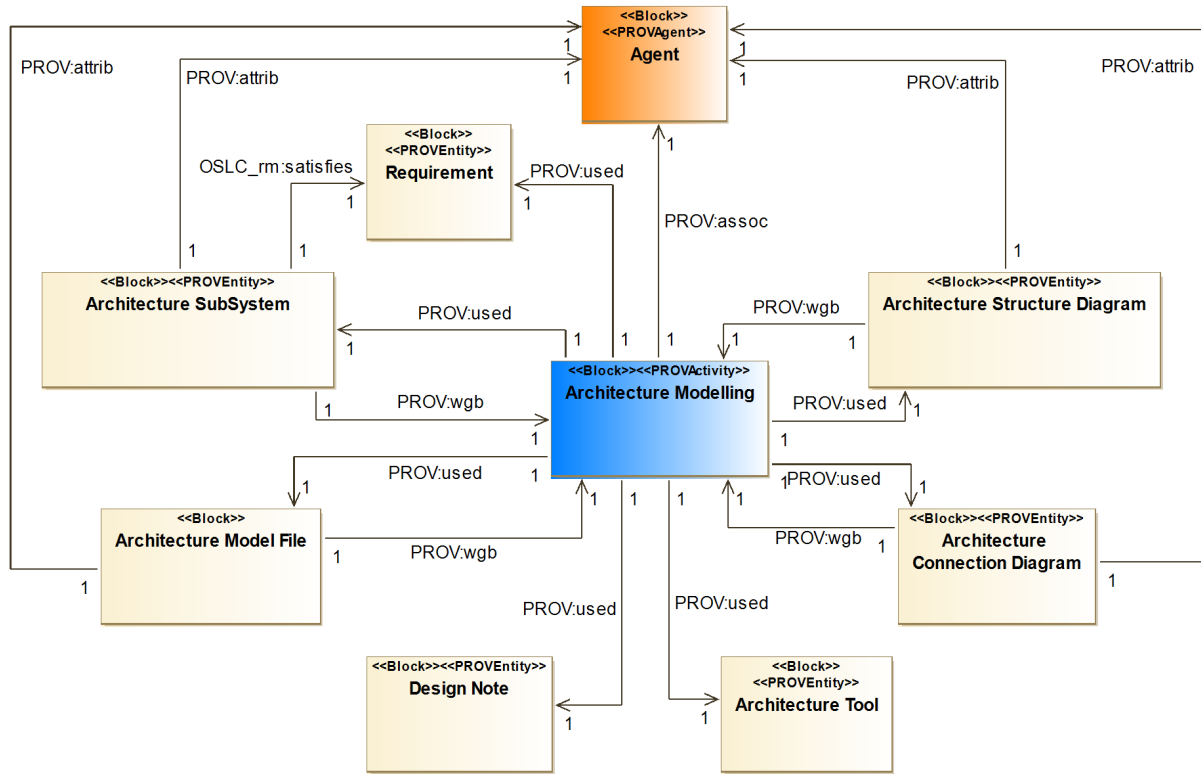 <<Block>>
<<PROVAgent>>
Agent
1
1
1
1
PROV:attrib
PROV:attrib
PROV:attrib
PROV:attrib
1
<<Block>>
<<PROVEntity>>
Requirement
OSLC_rm:satisfies
PROV:used
1
1
PROV:assoc
1
1
1
<<Block>><<PROVEntity>>
Architecture SubSystem
<<Block>><<PROVEntity>>
Architecture Structure Diagram
PROV:used
PROV:wgb
1
1
1
1
1
1
<<Block>><<PROVActivity>>
Architecture Modelling
PROV:wgb
1
1
PROV:used
1
1
PROV:used
1
1
PROV:used
1
1
1
1
1
1
<<Block>>
Architecture Model File
PROV:wgb
1
1
<<Block>><<PROVEntity>>
Architecture
Connection Diagram
PROV:wgb
1
1
PROV:used
PROV:used
<<Block>><<PROVEntity>>
Design Note
1
<<Block>>
<<PROVEntity>>
Architecture Tool
1